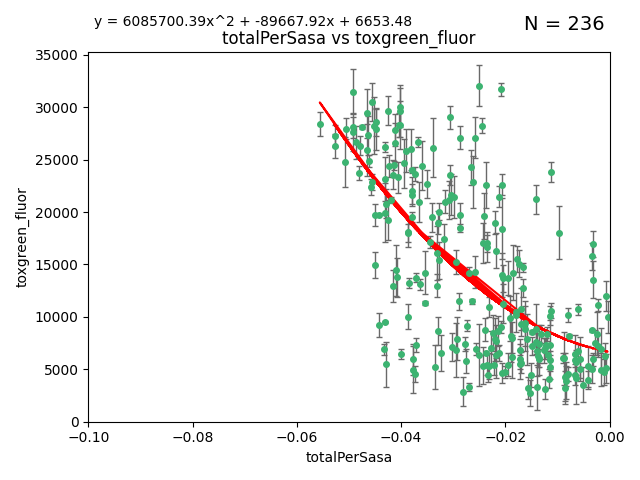 y = 6085700.39x^2 + -89667.92x + 6653.48
N = 236
totalPerSasa vs toxgreen_fluor
35000
30000
25000
20000
15000
10000
5000
0
toxgreen_fluor
−0.10 −0.08 −0.06 −0.04 −0.02 0.00
totalPerSasa